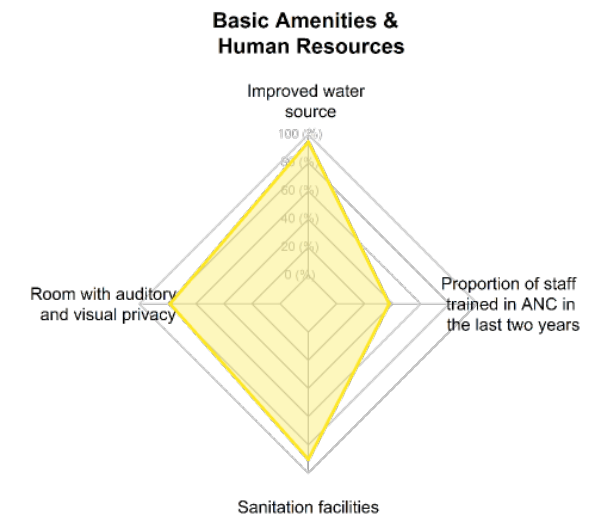 Basic Amenities &
Human Resources
Improved water
source
100 (%)
80 (%)
60 (%)
40 (%)
20 (%)
0 (%)
Room with auditory
and visual privacy
Proportion of staff
trained in ANC in
the last two years
Sanitation facilities